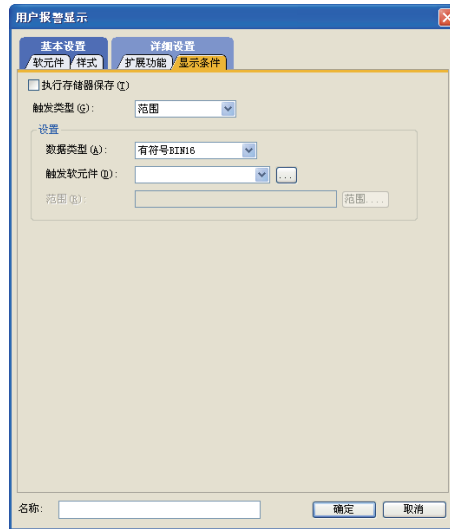 用户报警显示
基本设置 详细设置
软元件 样式 扩展功能 显示条件
执行存储器保存(T)
触发类型(G): 范围
设置
数据类型(A): 有符号BIN16
触发软元件(D): ...
范围(R): 范围...
名称: 确定 取消